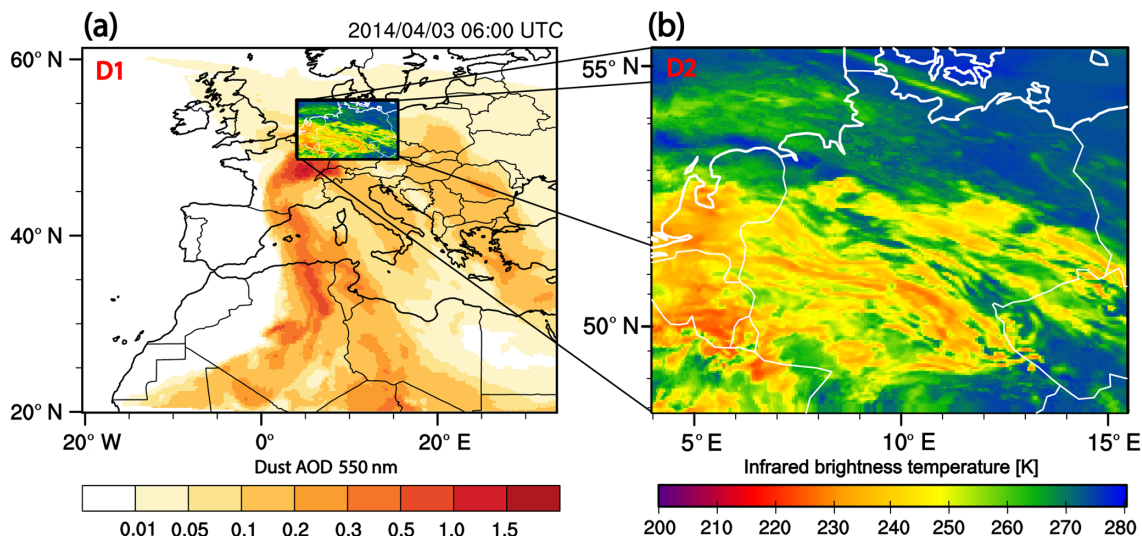 (a)
2014/04/03 06:00 UTC
(b)
60° N
40° N
20° N
D1
20° W
0°
20° E
Dust AOD 550 nm
0.01 0.05 0.1 0.2 0.3 0.5 1.0 1.5
55° N
50° N
D2
5° E
10° E
15° E
Infrared brightness temperature [K]
200 210 220 230 240 250 260 270 280